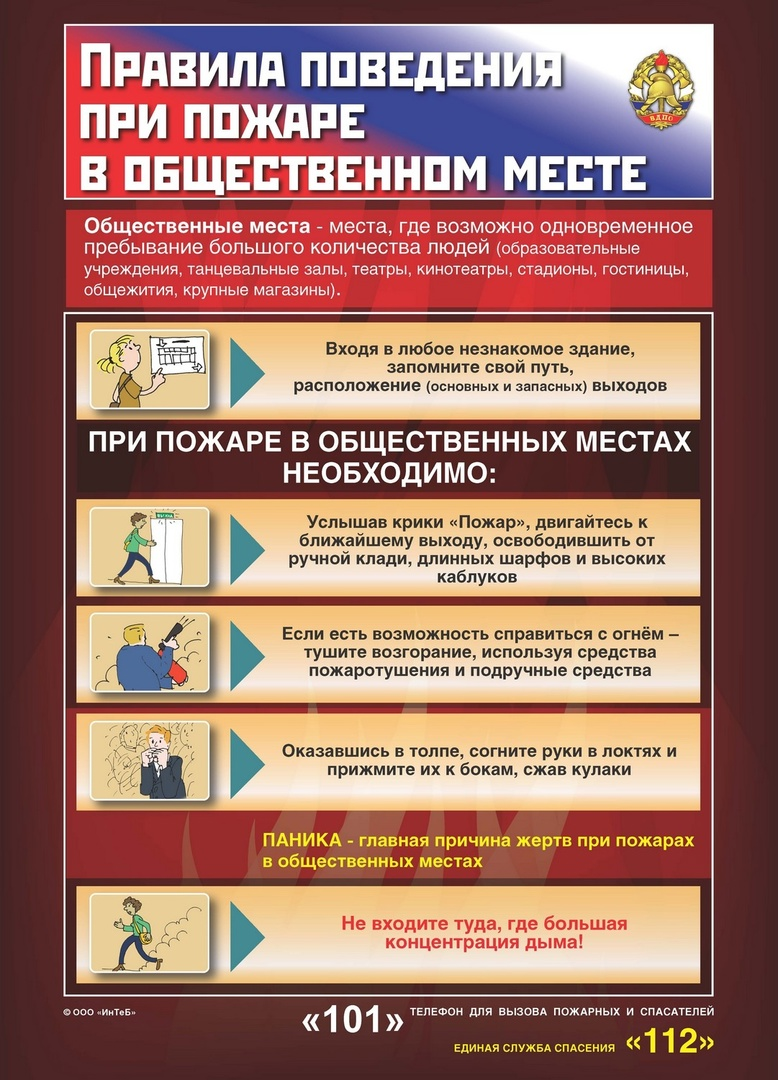 Правила поведения
при пожаре
в общественном месте
ВДПО
Общественные места - места, где возможно одновременное
пребывание большого количества людей (образовательные
учреждения, танцевальные залы, театры, кинотеатры, стадионы, гостиницы,
общежития, крупные магазины).
Входя в любое незнакомое здание,
запомните свой путь,
расположение (основных и запасных) выходов
ПРИ ПОЖАРЕ В ОБЩЕСТВЕННЫХ МЕСТАХ
НЕОБХОДИМО:
ВЫХОД
Услышав крики «Пожар», двигайтесь к
ближайшему выходу, освободившить от
ручной клади, длинных шарфов и высоких
каблуков
Если есть возможность справиться с огнём –
тушите возгорание, используя средства
пожаротушения и подручные средства
Оказавшись в толпе, согните руки в локтях и
прижмите их к бокам, сжав кулаки
ПАНИКА - главная причина жертв при пожарах
в общественных местах
Не входите туда, где большая
концентрация дыма!
© ООО «ИнТеБ»
«101» ТЕЛЕФОН ДЛЯ ВЫЗОВА ПОЖАРНЫХ И СПАСАТЕЛЕЙ
ЕДИНАЯ СЛУЖБА СПАСЕНИЯ «112»